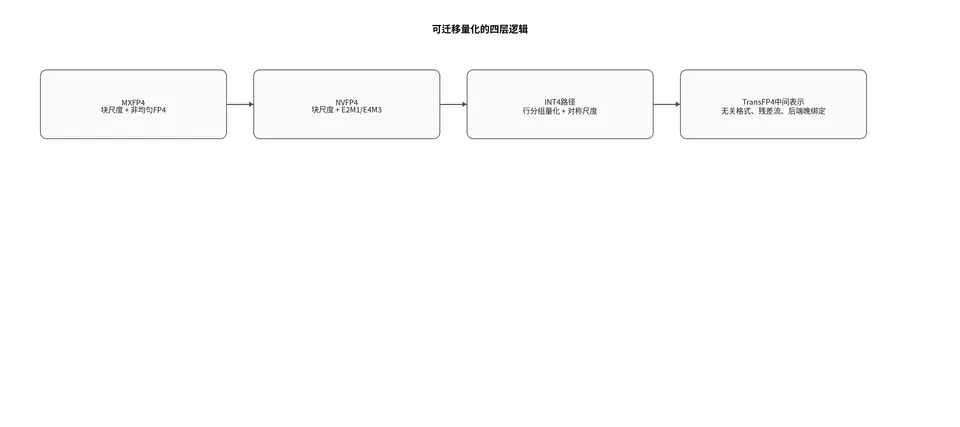 可迁移量化的四层逻辑
MXFP4
块尺度 + 非均匀FP4
NVFP4
块尺度 + E2M1/E4M3
INT4路径
行分组量化 + 对称尺度
TransFP4中间表示
无关格式、残差流、后端晚绑定